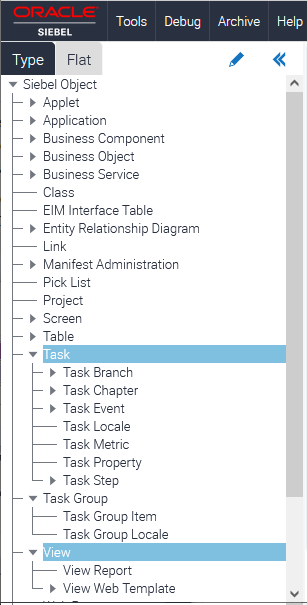 ORACLE
SIEBEL
Tools Debug Archive Help
Type Flat
Siebel Object
Applet
Application
Business Component
Business Object
Business Service
Class
EIM Interface Table
Entity Relationship Diagram
Link
Manifest Administration
Pick List
Project
Screen
Table
Task
Task Branch
Task Chapter
Task Event
Task Locale
Task Metric
Task Property
Task Step
Task Group
Task Group Item
Task Group Locale
View
View Report
View Web Template